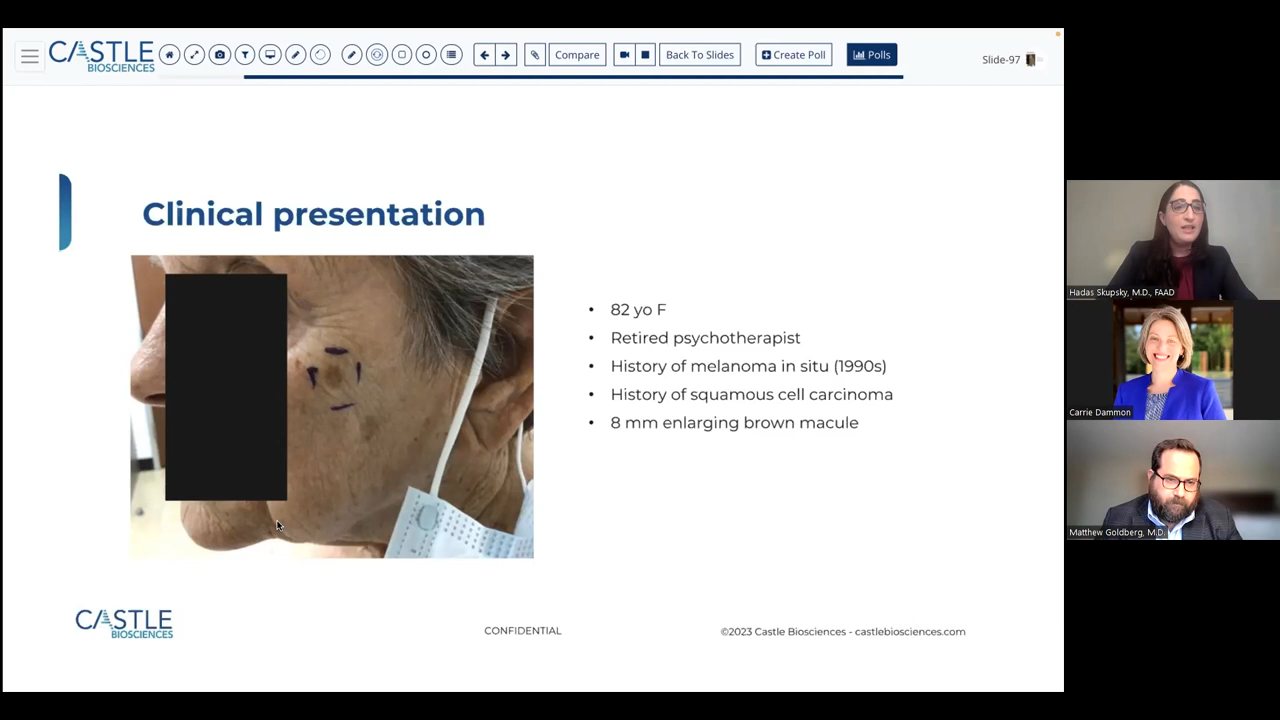 CASTLE
BIOSCIENCES
Compare
Back To Slides
Create Poll
Polls
Slide-97
Clinical presentation
• 82 yo F
• Retired psychotherapist
• History of melanoma in situ (1990s)
• History of squamous cell carcinoma
• 8 mm enlarging brown macule
CASTLE
BIOSCIENCES
CONFIDENTIAL
©2023 Castle Biosciences - castlebiosciences.com
Hadas Skupsky, M.D., FAAD
Carrie Dammon
Matthew Goldberg, M.D.